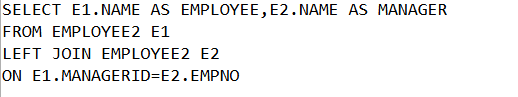 SELECT E1.NAME AS EMPLOYEE,E2.NAME AS MANAGER
FROM EMPLOYEE2 E1
LEFT JOIN EMPLOYEE2 E2
ON E1.MANAGERID=E2.EMPNO